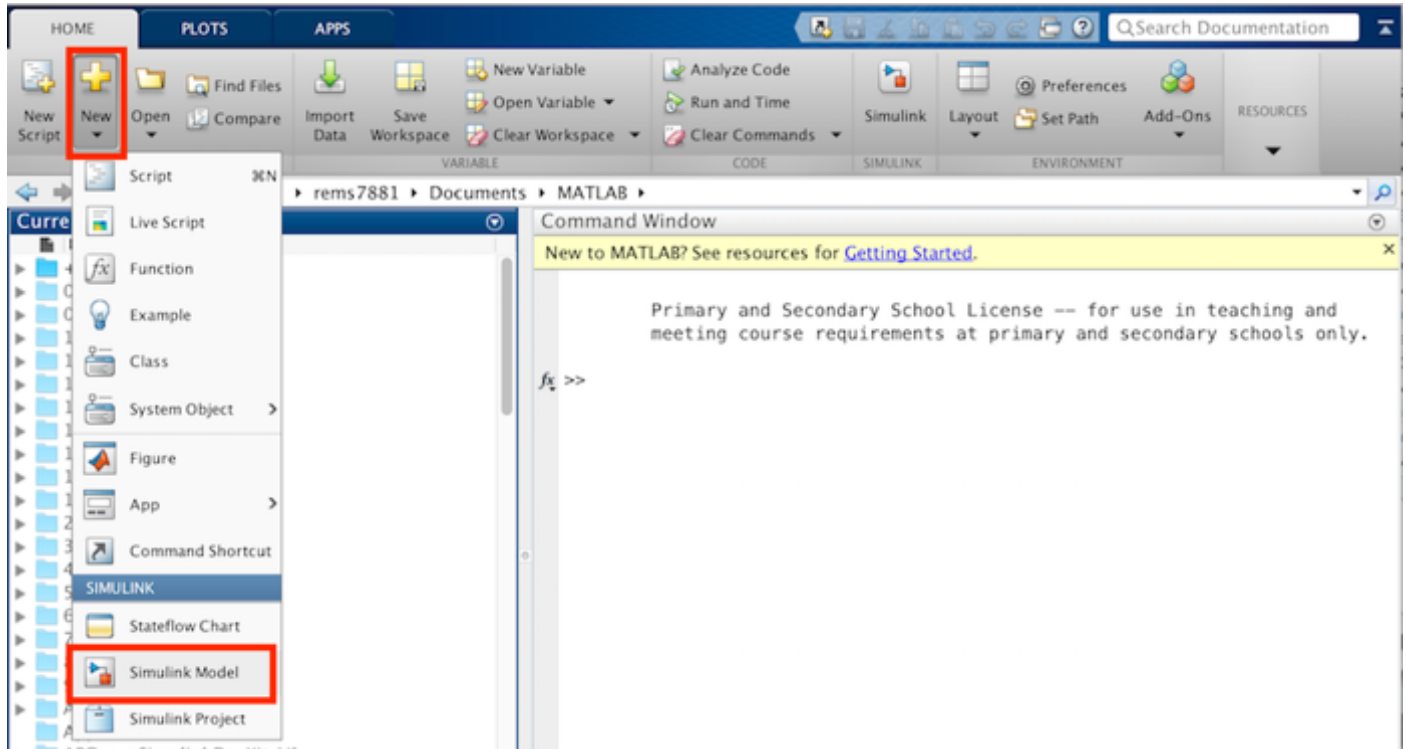 HOME PLOTS APPS
Search Documentation
New Script
New
Open
Find Files
Compare
Import Data
Save Workspace
New Variable
Open Variable
Clear Workspace
VARIABLE
Analyze Code
Run and Time
Clear Commands
CODE
Simulink
SIMULINK
Layout
Preferences
Set Path
Add-Ons
ENVIRONMENT
RESOURCES
Script ⌘N
Live Script
Function
Example
Class
System Object
Figure
App
Command Shortcut
SIMULINK
Stateflow Chart
Simulink Model
Simulink Project
rems7881 ▸ Documents ▸ MATLAB ▸
Curre
Command Window
New to MATLAB? See resources for Getting Started.
Primary and Secondary School License -- for use in teaching and
meeting course requirements at primary and secondary schools only.
fx >>